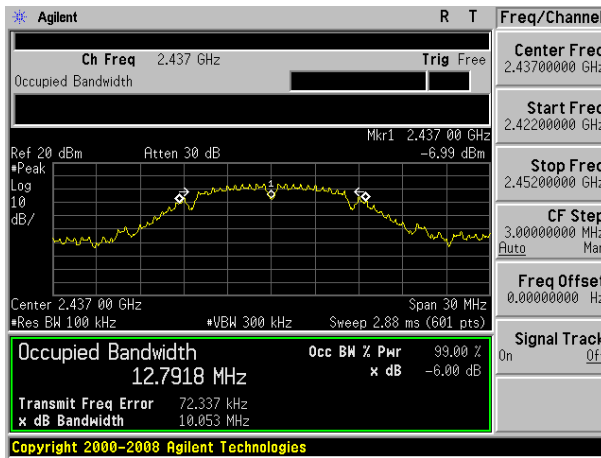 Agilent R T
Ch Freq 2.437 GHz Trig Free
Occupied Bandwidth
Mkr1 2.437 00 GHz
Ref 20 dBm Atten 30 dB -6.99 dBm
#Peak
Log
10
dB/
1
Center 2.437 00 GHz Span 30 MHz
#Res BW 100 kHz #VBW 300 kHz Sweep 2.88 ms (601 pts)
Occupied Bandwidth Occ BW % Pwr 99.00 %
12.7918 MHz x dB -6.00 dB
Transmit Freq Error 72.337 kHz
x dB Bandwidth 10.053 MHz
Copyright 2000-2008 Agilent Technologies
Freq/Channel
Center Freq
2.43700000 GHz
Start Freq
2.42200000 GHz
Stop Freq
2.45200000 GHz
CF Step
3.00000000 MHz
Auto Man
Freq Offset
0.00000000 Hz
Signal Track
On Of